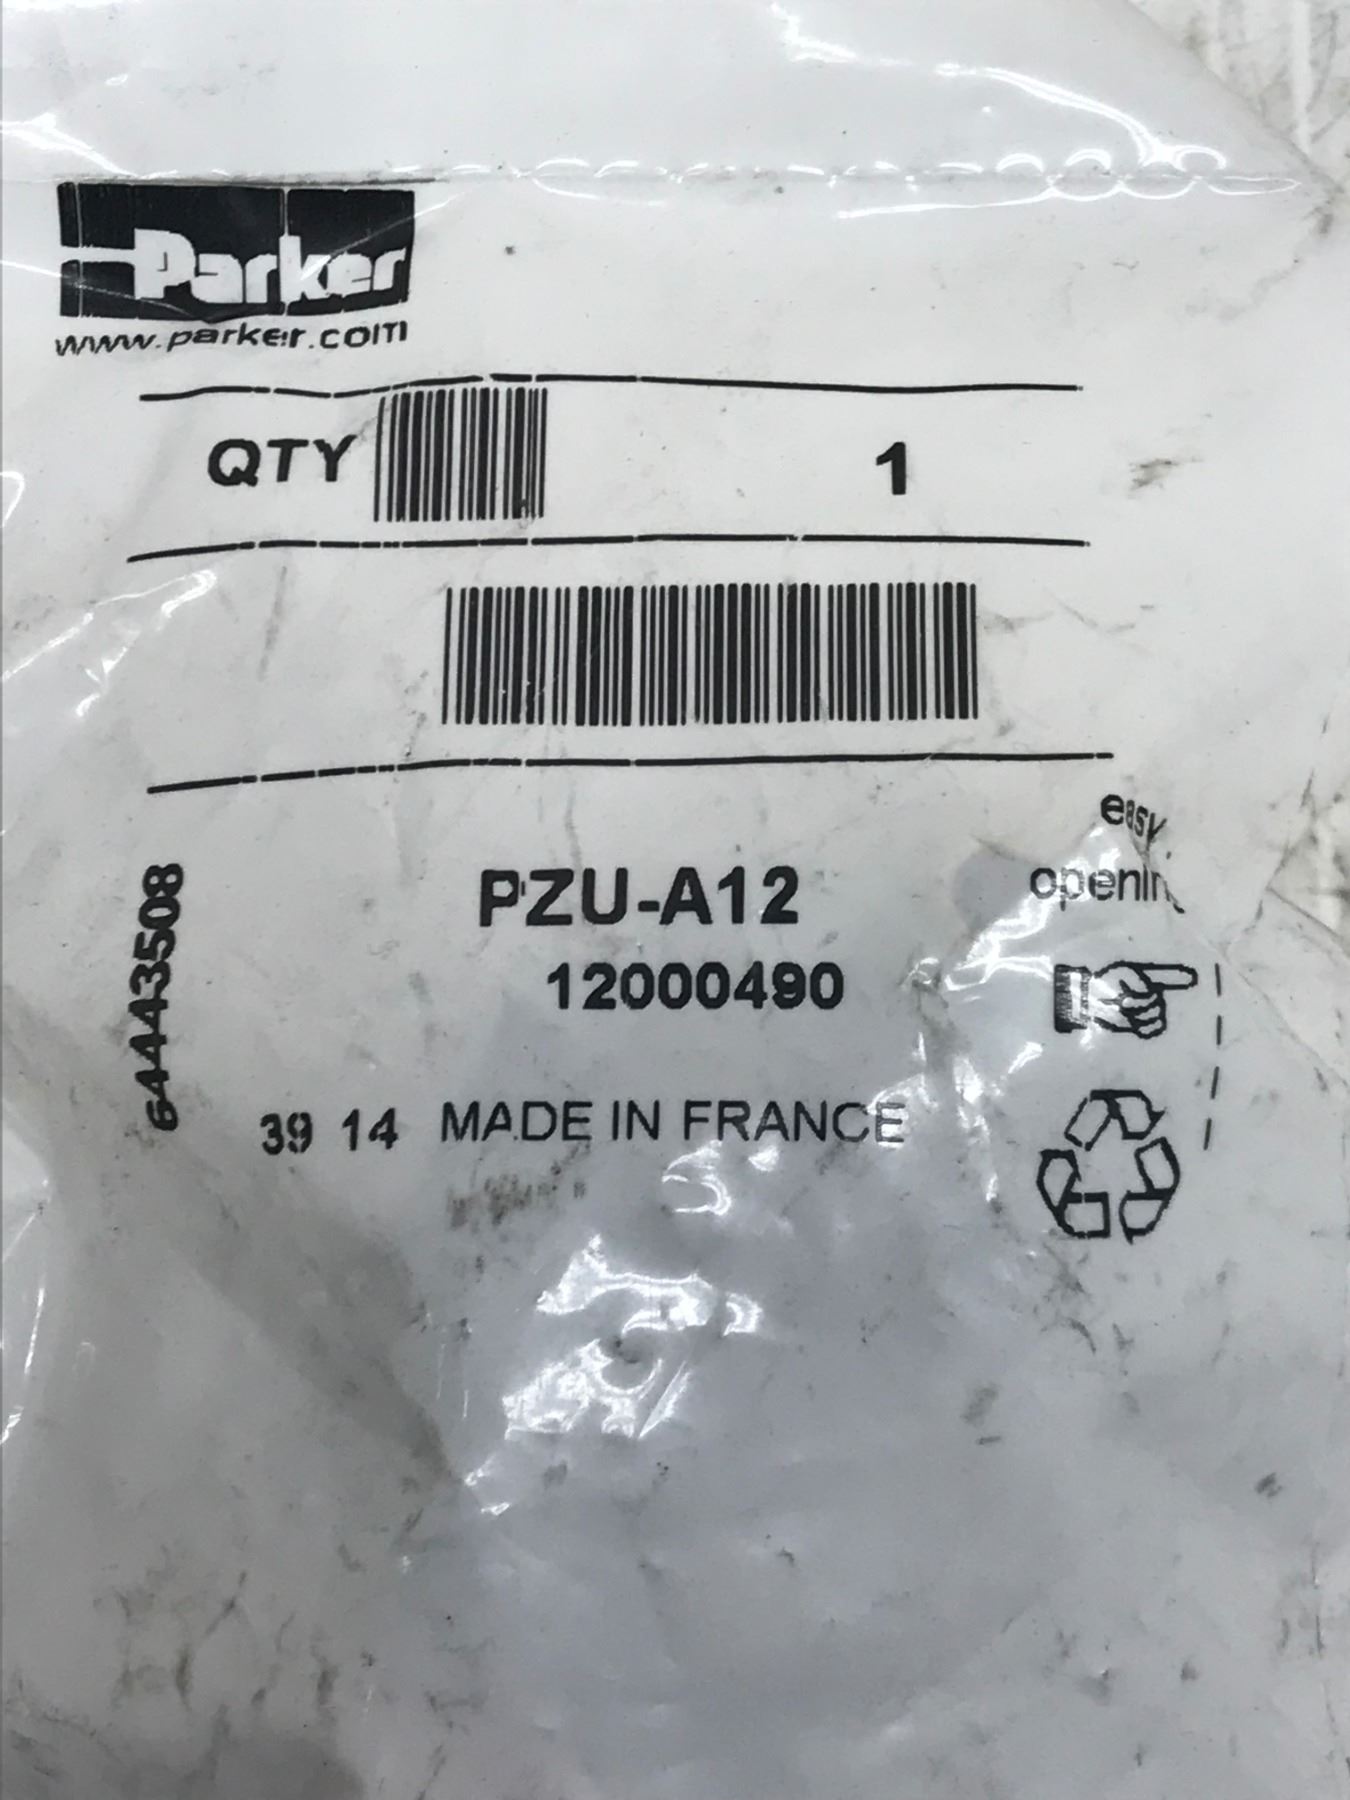 Parker
www.parker.com
QTY 1
easy
opening
PZU-A12
12000490
64443508
39 14 MADE IN FRANCE